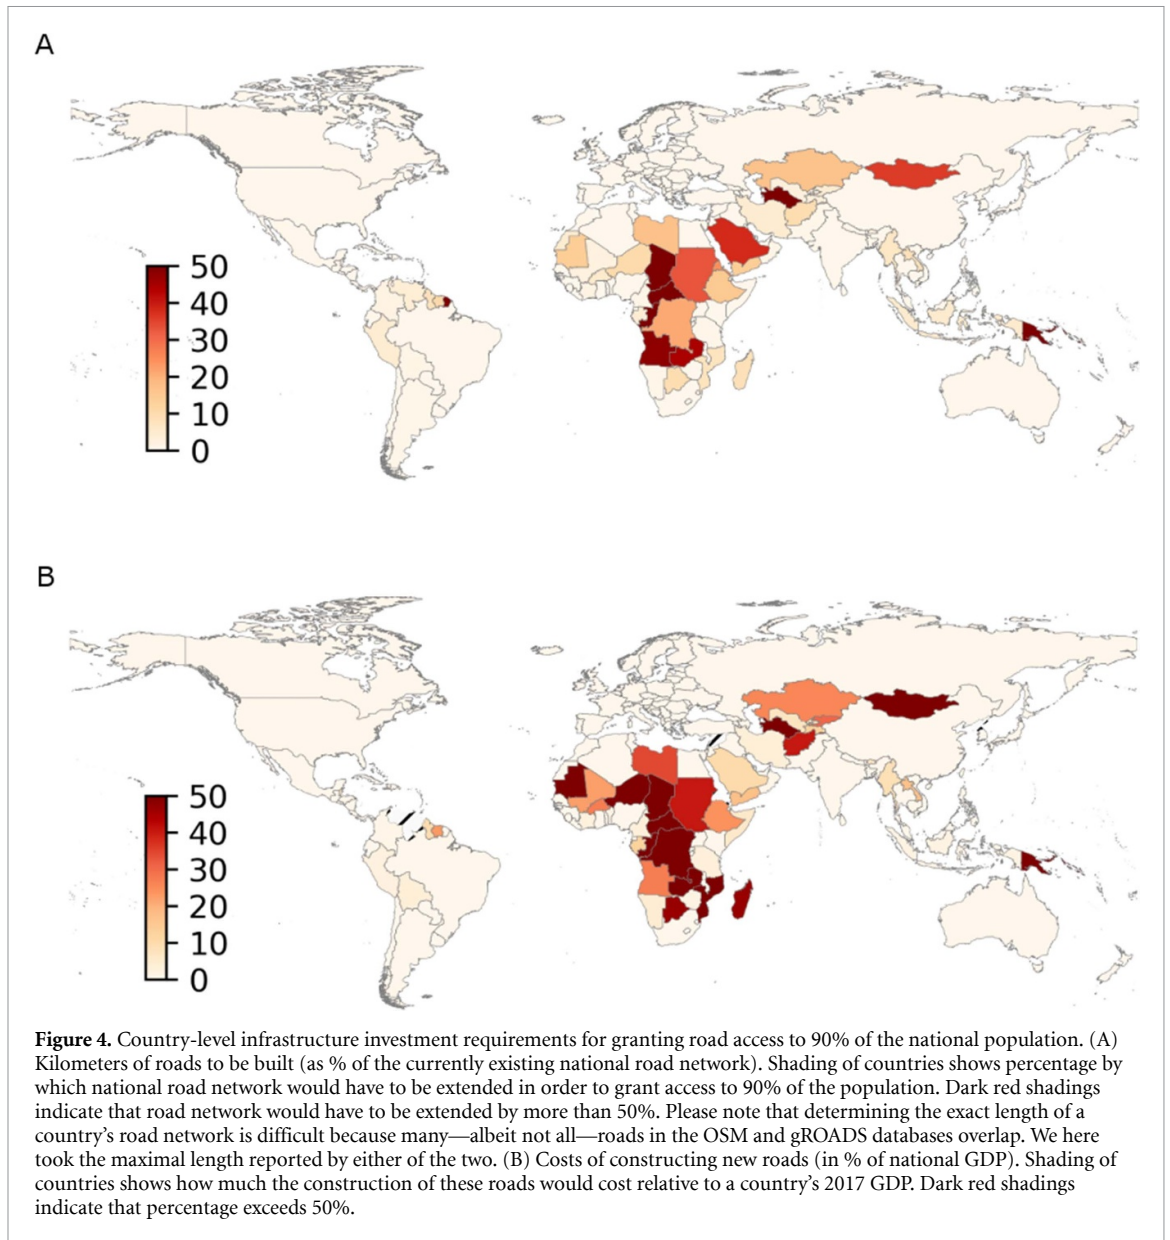 A
50
40
30
20
10
0
B
50
40
30
20
10
0
Figure 4. Country-level infrastructure investment requirements for granting road access to 90% of the national population. (A)
Kilometers of roads to be built (as % of the currently existing national road network). Shading of countries shows percentage by
which national road network would have to be extended in order to grant access to 90% of the population. Dark red shadings
indicate that road network would have to be extended by more than 50%. Please note that determining the exact length of a
country's road network is difficult because many—albeit not all—roads in the OSM and gROADS databases overlap. We here
took the maximal length reported by either of the two. (B) Costs of constructing new roads (in % of national GDP). Shading of
countries shows how much the construction of these roads would cost relative to a country's 2017 GDP. Dark red shadings
indicate that percentage exceeds 50%.